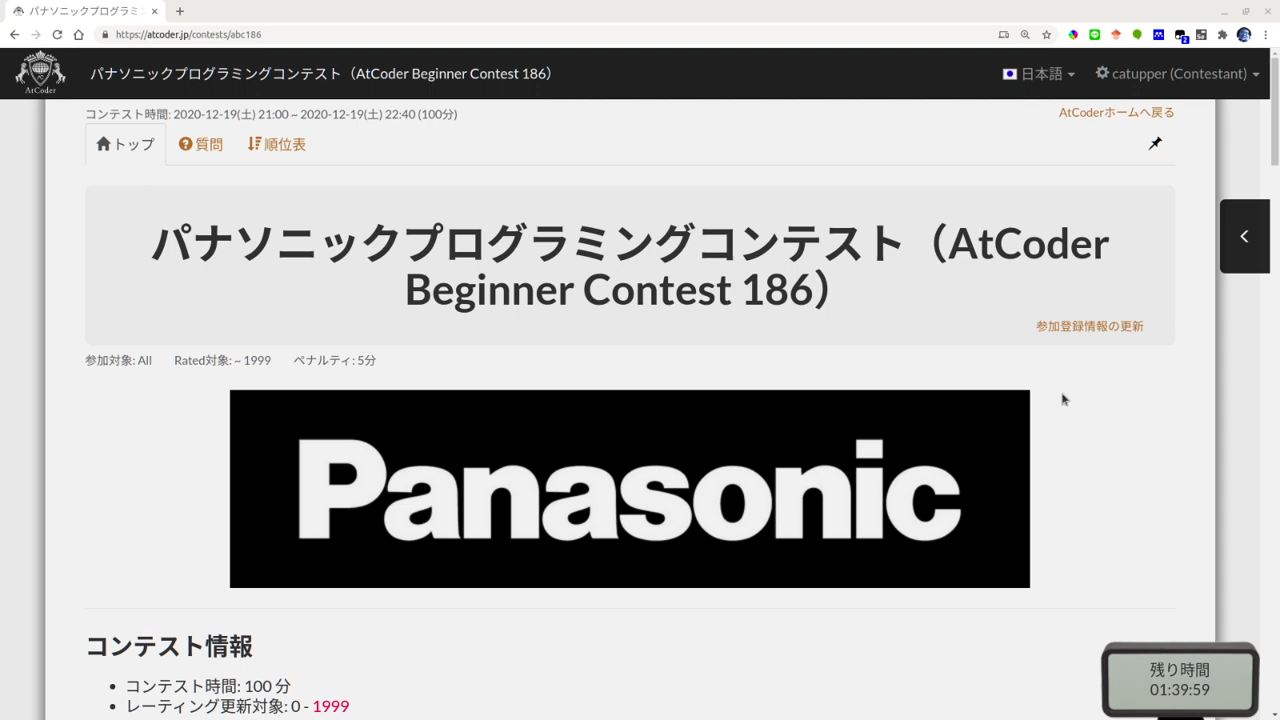 パナソニックプログラミン
https://atcoder.jp/contests/abc186
2
AtCoder
パナソニックプログラミングコンテスト（AtCoder Beginner Contest 186）
日本語
catupper (Contestant)
コンテスト時間: 2020-12-19(土) 21:00 ~ 2020-12-19(土) 22:40 (100分)
AtCoderホームへ戻る
トップ
質問
順位表
パナソニックプログラミングコンテスト（AtCoder
Beginner Contest 186）
参加登録情報の更新
参加対象: All Rated対象: ~ 1999 ペナルティ: 5分
Panasonic
コンテスト情報
コンテスト時間: 100 分
レーティング更新対象: 0 - 1999
残り時間
01:39:59